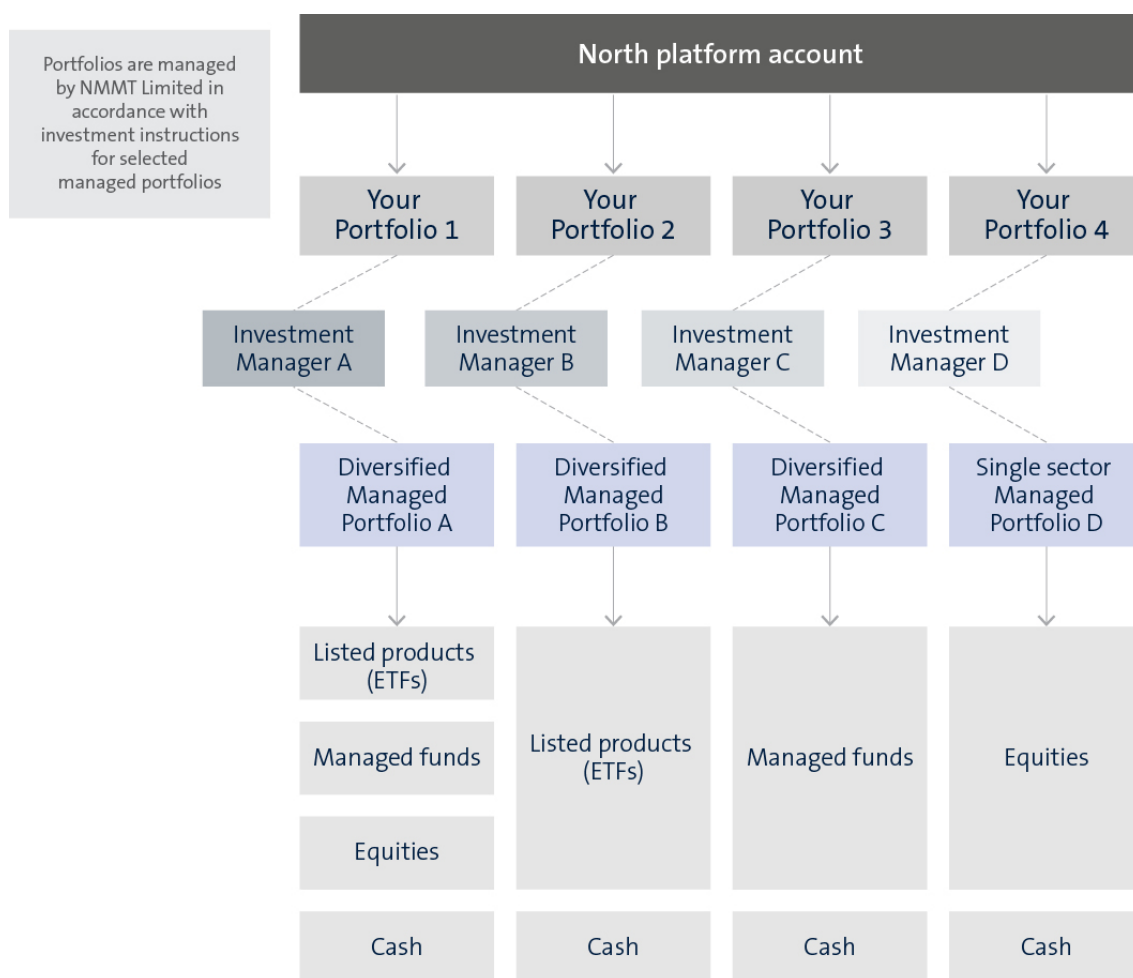 North platform account
Portfolios are managed
by NMMT Limited in
accordance with
investment instructions
for selected
managed portfolios
Your
Portfolio 1
Your
Portfolio 2
Your
Portfolio 3
Your
Portfolio 4
Investment
Manager A
Investment
Manager B
Investment
Manager C
Investment
Manager D
Diversified
Managed
Portfolio A
Diversified
Managed
Portfolio B
Diversified
Managed
Portfolio C
Single sector
Managed
Portfolio D
Listed products
(ETFs)
Managed funds
Equities
Cash
Listed products
(ETFs)
Cash
Managed funds
Cash
Equities
Cash